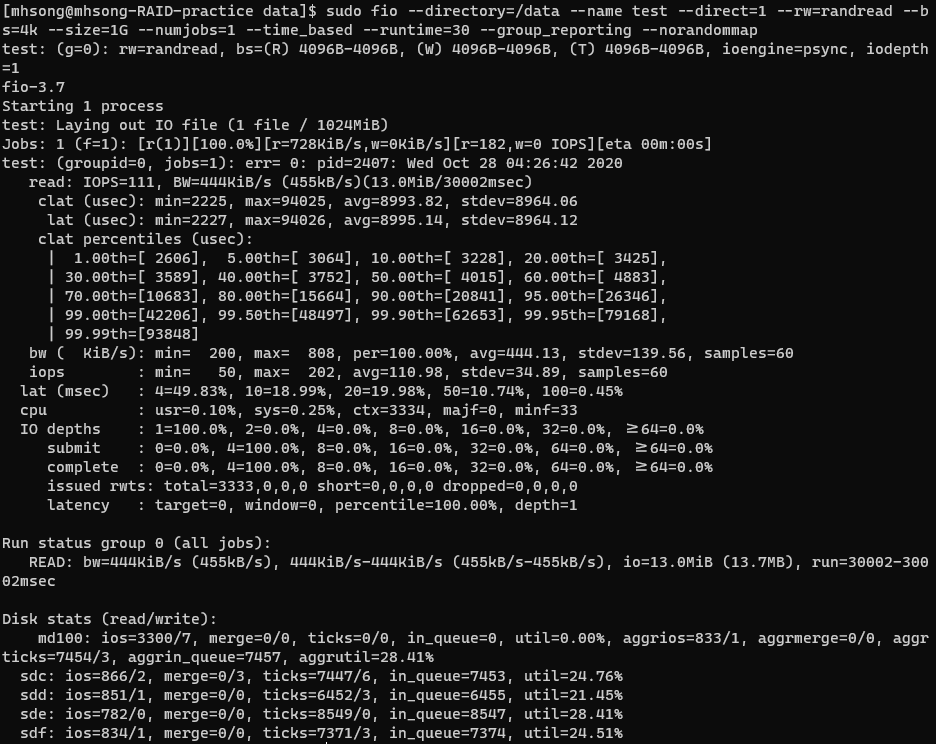 [mhsong@mhsong-RAID-practice data]$ sudo fio --directory=/data --name test --direct=1 --rw=randread --b
s=4k --size=1G --numjobs=1 --time_based --runtime=30 --group_reporting --norandommap
test: (g=0): rw=randread, bs=(R) 4096B-4096B, (W) 4096B-4096B, (T) 4096B-4096B, ioengine=psync, iodepth
=1
fio-3.7
Starting 1 process
test: Laying out IO file (1 file / 1024MiB)
Jobs: 1 (f=1): [r(1)][100.0%][r=728KiB/s,w=0KiB/s][r=182,w=0 IOPS][eta 00m:00s]
test: (groupid=0, jobs=1): err= 0: pid=2407: Wed Oct 28 04:26:42 2020
   read: IOPS=111, BW=444KiB/s (455kB/s)(13.0MiB/30002msec)
    clat (usec): min=2225, max=94025, avg=8993.82, stdev=8964.06
     lat (usec): min=2227, max=94026, avg=8995.14, stdev=8964.12
    clat percentiles (usec):
     |  1.00th=[ 2606],  5.00th=[ 3064], 10.00th=[ 3228], 20.00th=[ 3425],
     | 30.00th=[ 3589], 40.00th=[ 3752], 50.00th=[ 4015], 60.00th=[ 4883],
     | 70.00th=[10683], 80.00th=[15664], 90.00th=[20841], 95.00th=[26346],
     | 99.00th=[42206], 99.50th=[48497], 99.90th=[62653], 99.95th=[79168],
     | 99.99th=[93848]
   bw (  KiB/s): min=  200, max=  808, per=100.00%, avg=444.13, stdev=139.56, samples=60
   iops        : min=   50, max=  202, avg=110.98, stdev=34.89, samples=60
  lat (msec)   : 4=49.83%, 10=18.99%, 20=19.98%, 50=10.74%, 100=0.45%
  cpu          : usr=0.10%, sys=0.25%, ctx=3334, majf=0, minf=33
  IO depths    : 1=100.0%, 2=0.0%, 4=0.0%, 8=0.0%, 16=0.0%, 32=0.0%, ≥64=0.0%
     submit    : 0=0.0%, 4=100.0%, 8=0.0%, 16=0.0%, 32=0.0%, 64=0.0%, ≥64=0.0%
     complete  : 0=0.0%, 4=100.0%, 8=0.0%, 16=0.0%, 32=0.0%, 64=0.0%, ≥64=0.0%
     issued rwts: total=3333,0,0,0 short=0,0,0,0 dropped=0,0,0,0
     latency   : target=0, window=0, percentile=100.00%, depth=1

Run status group 0 (all jobs):
   READ: bw=444KiB/s (455kB/s), 444KiB/s-444KiB/s (455kB/s-455kB/s), io=13.0MiB (13.7MB), run=30002-300
02msec

Disk stats (read/write):
    md100: ios=3300/7, merge=0/0, ticks=0/0, in_queue=0, util=0.00%, aggrios=833/1, aggrmerge=0/0, aggr
ticks=7454/3, aggrin_queue=7457, aggrutil=28.41%
  sdc: ios=866/2, merge=0/3, ticks=7447/6, in_queue=7453, util=24.76%
  sdd: ios=851/1, merge=0/0, ticks=6452/3, in_queue=6455, util=21.45%
  sde: ios=782/0, merge=0/0, ticks=8549/0, in_queue=8547, util=28.41%
  sdf: ios=834/1, merge=0/0, ticks=7371/3, in_queue=7374, util=24.51%